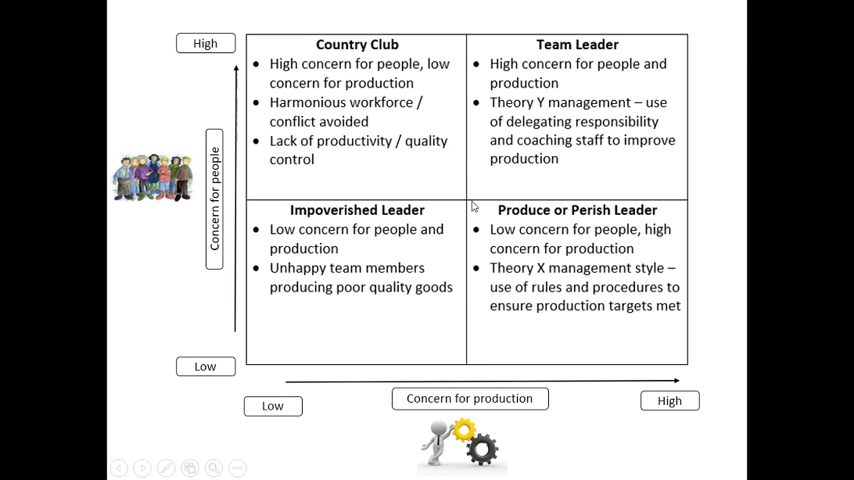 High
Country Club
• High concern for people, low
concern for production
• Harmonious workforce /
conflict avoided
• Lack of productivity / quality
control
Team Leader
• High concern for people and
production
• Theory Y management – use
of delegating responsibility
and coaching staff to improve
production
Concern for people
Impoverished Leader
• Low concern for people and
production
• Unhappy team members
producing poor quality goods
Produce or Perish Leader
• Low concern for people, high
concern for production
• Theory X management style –
use of rules and procedures to
ensure production targets met
Low
Low
Concern for production
High